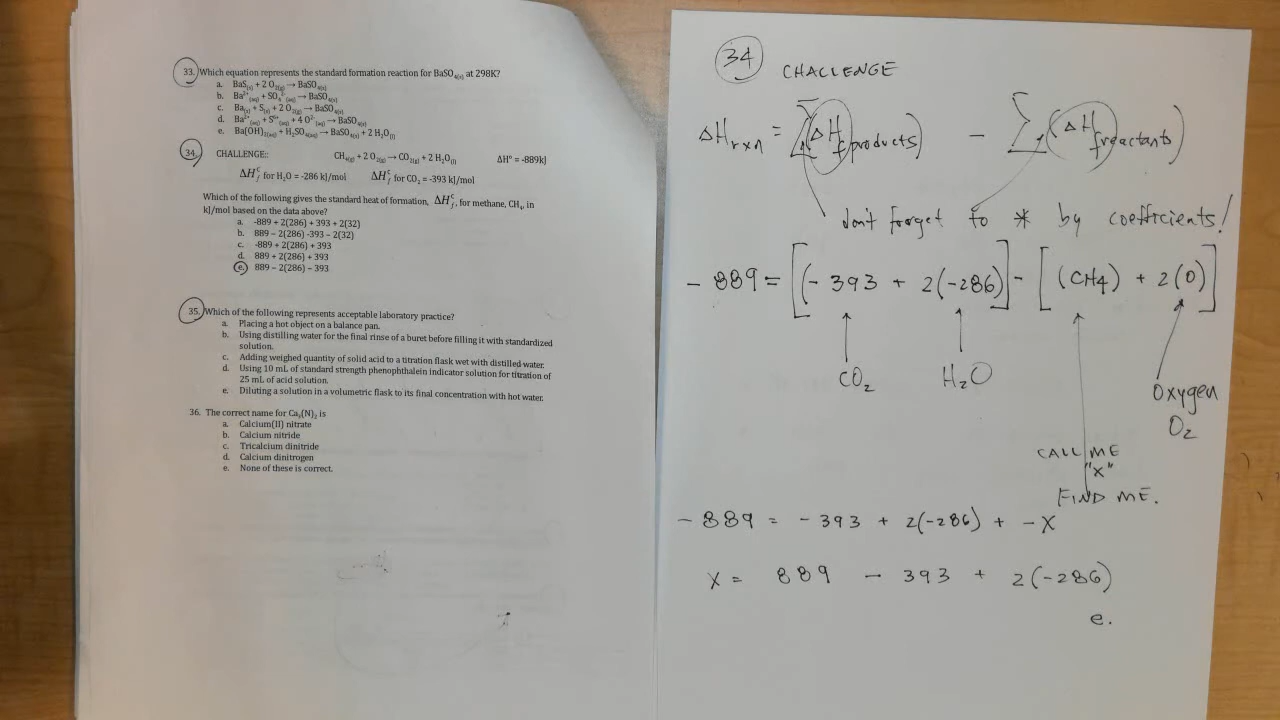 33. Which equation represents the standard formation reaction for BaSO4(s) at 298K?
a. BaS(s) + 2 O2(g) → BaSO4(s)
b. Ba2+(aq) + SO42-(aq) → BaSO4(s)
c. Ba(s) + S(s) + 2 O2(g) → BaSO4(s)
d. Ba2+(aq) + S6+(aq) + 4 O2-(aq) → BaSO4(s)
e. Ba(OH)2(aq) + H2SO4(aq) → BaSO4(s) + 2 H2O(l)
34. CHALLENGE:: CH4(g) + 2 O2(g) → CO2(g) + 2 H2O(l) ΔH° = -889kJ
ΔH°f for H2O = -286 kJ/mol ΔH°f for CO2 = -393 kJ/mol
Which of the following gives the standard heat of formation, ΔH°f, for methane, CH4, in
kJ/mol based on the data above?
a. -889 + 2(286) + 393 + 2(32)
b. 889 – 2(286) -393 – 2(32)
c. -889 + 2(286) + 393
d. 889 + 2(286) + 393
e. 889 – 2(286) – 393
35. Which of the following represents acceptable laboratory practice?
a. Placing a hot object on a balance pan.
b. Using distilling water for the final rinse of a buret before filling it with standardized
solution.
c. Adding weighed quantity of solid acid to a titration flask wet with distilled water.
d. Using 10 mL of standard strength phenophthalein indicator solution for titration of
25 mL of acid solution.
e. Diluting a solution in a volumetric flask to its final concentration with hot water.
36. The correct name for Ca3(N)2 is
a. Calcium(II) nitrate
b. Calcium nitride
c. Tricalcium dinitride
d. Calcium dinitrogen
e. None of these is correct.
34 CHALLENGE
ΔHrxn = Σ(ΔHf products) - Σ(ΔHf reactants)
don't forget to * by coefficients!
- 889 = [(- 393 + 2(-286)] - [(CH4) + 2(0)]
CO2 H2O
Oxygen
O2
CALL ME
"X"
FIND ME.
- 889 = - 393 + 2(-286) + -X
X = 889 - 393 + 2(-286)
e.